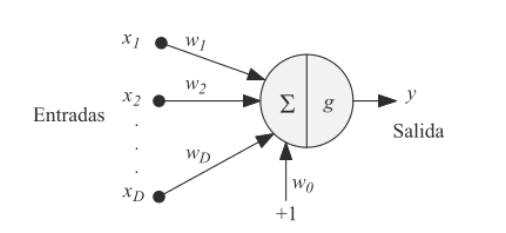 x1
w1
x2
w2
Entradas
.
.
.
wD
xD
Σ
g
y
Salida
w0
+1